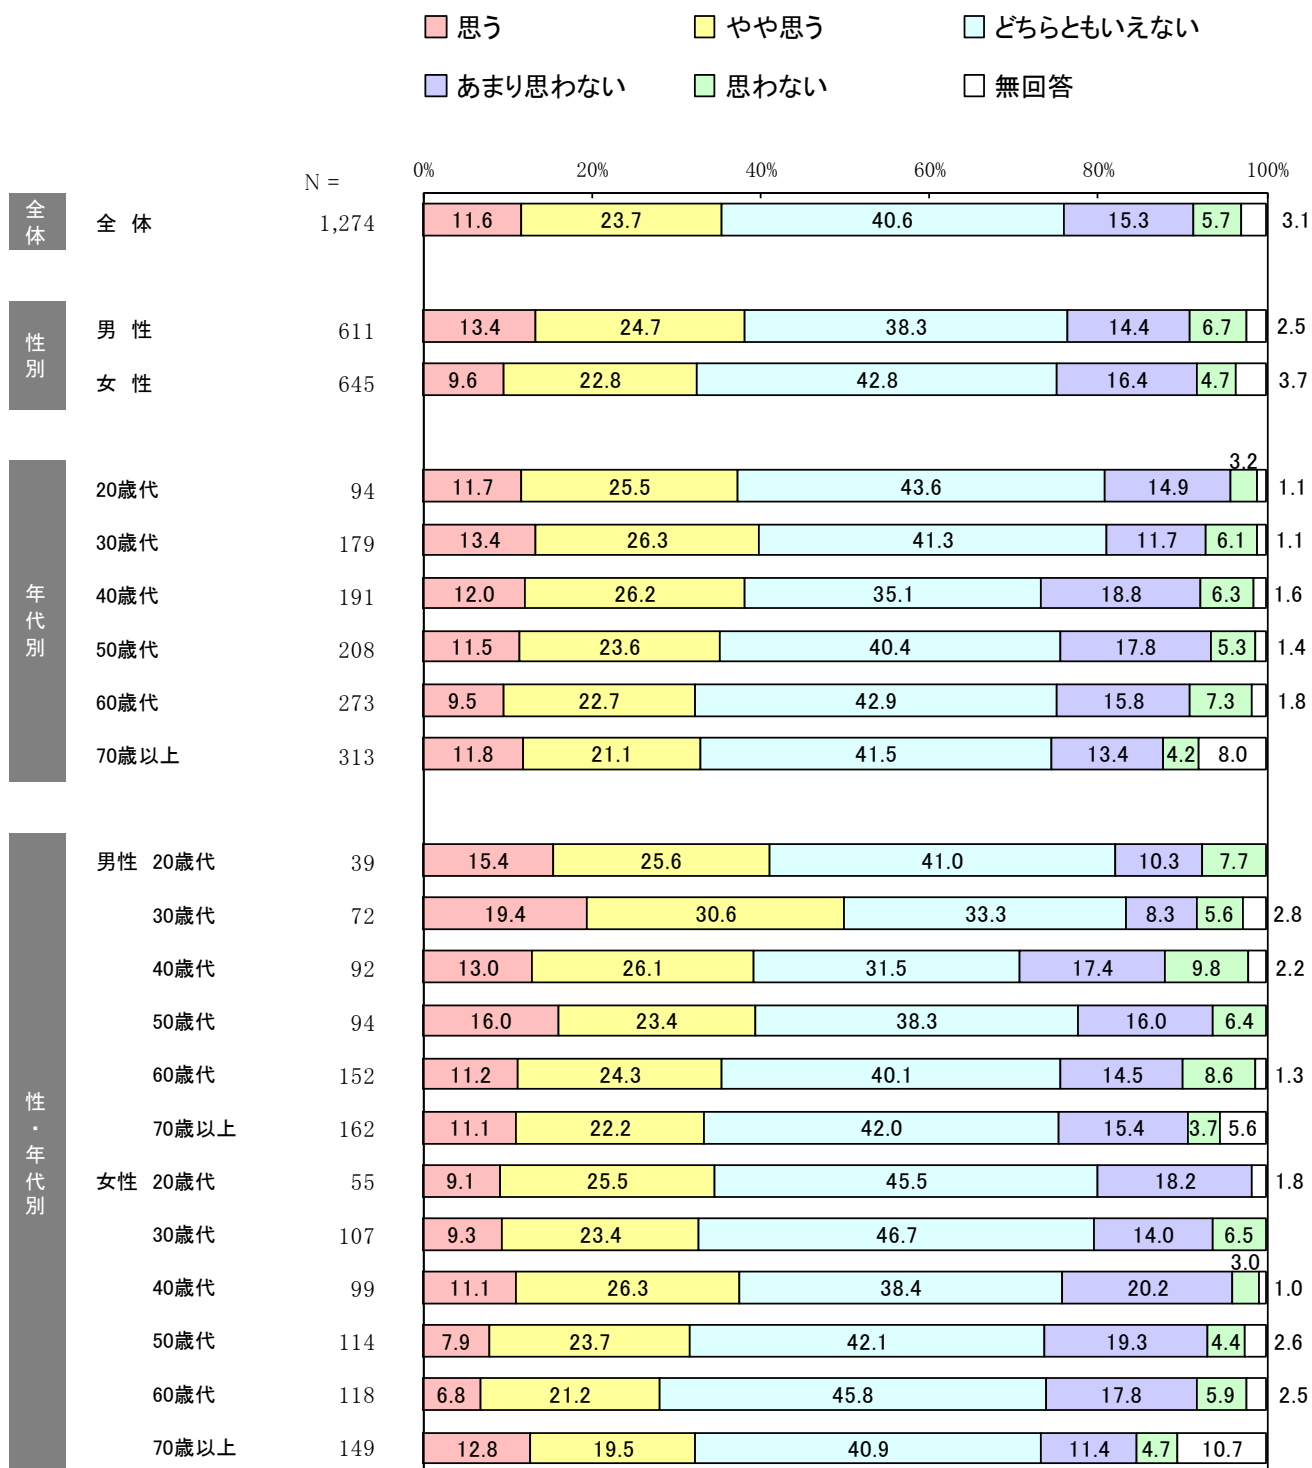 思う やや思う どちらともいえない
あまり思わない 思わない 無回答
N = 0% 20% 40% 60% 80% 100%
全体 全 体 1,274 11.6 23.7 40.6 15.3 5.7 3.1
性別
男 性 611 13.4 24.7 38.3 14.4 6.7 2.5
女 性 645 9.6 22.8 42.8 16.4 4.7 3.7
年代別
20歳代 94 11.7 25.5 43.6 14.9 3.2 1.1
30歳代 179 13.4 26.3 41.3 11.7 6.1 1.1
40歳代 191 12.0 26.2 35.1 18.8 6.3 1.6
50歳代 208 11.5 23.6 40.4 17.8 5.3 1.4
60歳代 273 9.5 22.7 42.9 15.8 7.3 1.8
70歳以上 313 11.8 21.1 41.5 13.4 4.2 8.0
性・年代別
男性 20歳代 39 15.4 25.6 41.0 10.3 7.7
30歳代 72 19.4 30.6 33.3 8.3 5.6 2.8
40歳代 92 13.0 26.1 31.5 17.4 9.8 2.2
50歳代 94 16.0 23.4 38.3 16.0 6.4
60歳代 152 11.2 24.3 40.1 14.5 8.6 1.3
70歳以上 162 11.1 22.2 42.0 15.4 3.7 5.6
女性 20歳代 55 9.1 25.5 45.5 18.2 1.8
30歳代 107 9.3 23.4 46.7 14.0 6.5
40歳代 99 11.1 26.3 38.4 20.2 3.0 1.0
50歳代 114 7.9 23.7 42.1 19.3 4.4 2.6
60歳代 118 6.8 21.2 45.8 17.8 5.9 2.5
70歳以上 149 12.8 19.5 40.9 11.4 4.7 10.7